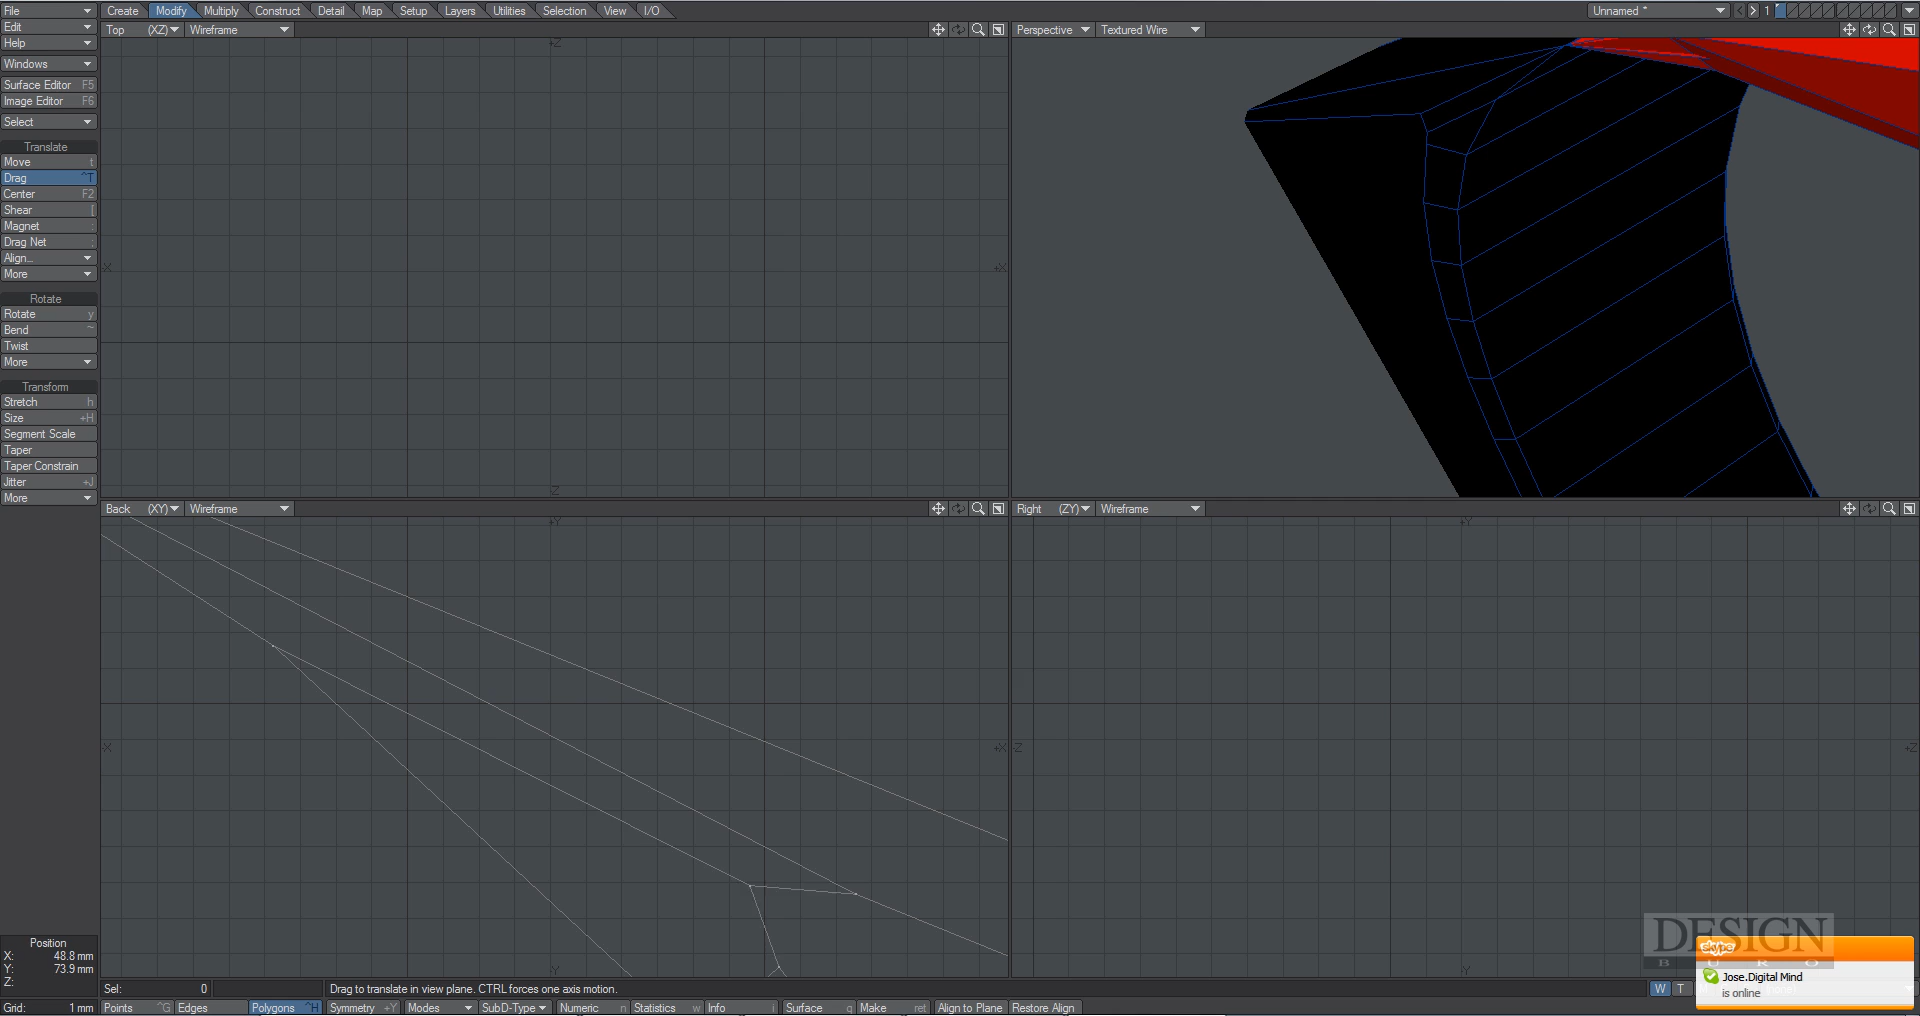 File Create Modify Multiply Construct Detail Map Setup Layers Utilities Selection View I/O Unnamed * < > 1
Edit
Help
Windows
Surface Editor F5
Image Editor F6
Select
Translate
Move t
Drag ^T
Center F2
Shear [
Magnet :
Drag Net ;
Align...
More
Rotate
Rotate y
Bend ~
Twist
More
Transform
Stretch h
Size +H
Segment Scale
Taper
Taper Constrain
Jitter +J
More
Top (XZ) Wireframe
+Z
-X +X
-Z
Perspective Textured Wire
Back (XY) Wireframe
+Y
-X +X
-Y
Right (ZY) Wireframe
+Y
-Z +Z
-Y
Position
X: 48.8 mm
Y: 73.9 mm
Z:
Grid: 1 mm
Sel: 0 Drag to translate in view plane. CTRL forces one axis motion. W T
Points ^G Edges Polygons ^H Symmetry +Y Modes SubD-Type Numeric n Statistics w Info i Surface q Make ret Align to Plane Restore Align
DESIGN
BURO
skype
Jose.Digital Mind
is online